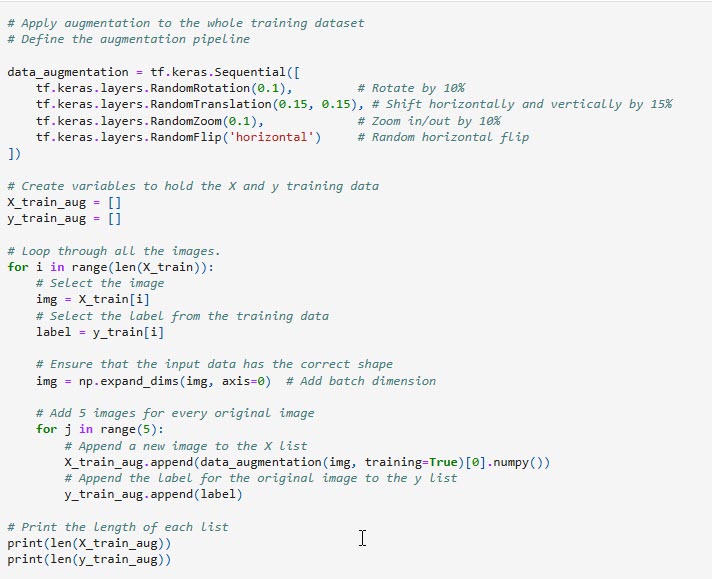 # Apply augmentation to the whole training dataset
# Define the augmentation pipeline
data_augmentation = tf.keras.Sequential([
    tf.keras.layers.RandomRotation(0.1),         # Rotate by 10%
    tf.keras.layers.RandomTranslation(0.15, 0.15), # Shift horizontally and vertically by 15%
    tf.keras.layers.RandomZoom(0.1),             # Zoom in/out by 10%
    tf.keras.layers.RandomFlip('horizontal')     # Random horizontal flip
])
# Create variables to hold the X and y training data
X_train_aug = []
y_train_aug = []
# Loop through all the images.
for i in range(len(X_train)):
    # Select the image
    img = X_train[i]
    # Select the label from the training data
    label = y_train[i]
    # Ensure that the input data has the correct shape
    img = np.expand_dims(img, axis=0)  # Add batch dimension
    # Add 5 images for every original image
    for j in range(5):
        # Append a new image to the X list
        X_train_aug.append(data_augmentation(img, training=True)[0].numpy())
        # Append the label for the original image to the y list
        y_train_aug.append(label)
# Print the length of each list
print(len(X_train_aug))
print(len(y_train_aug))